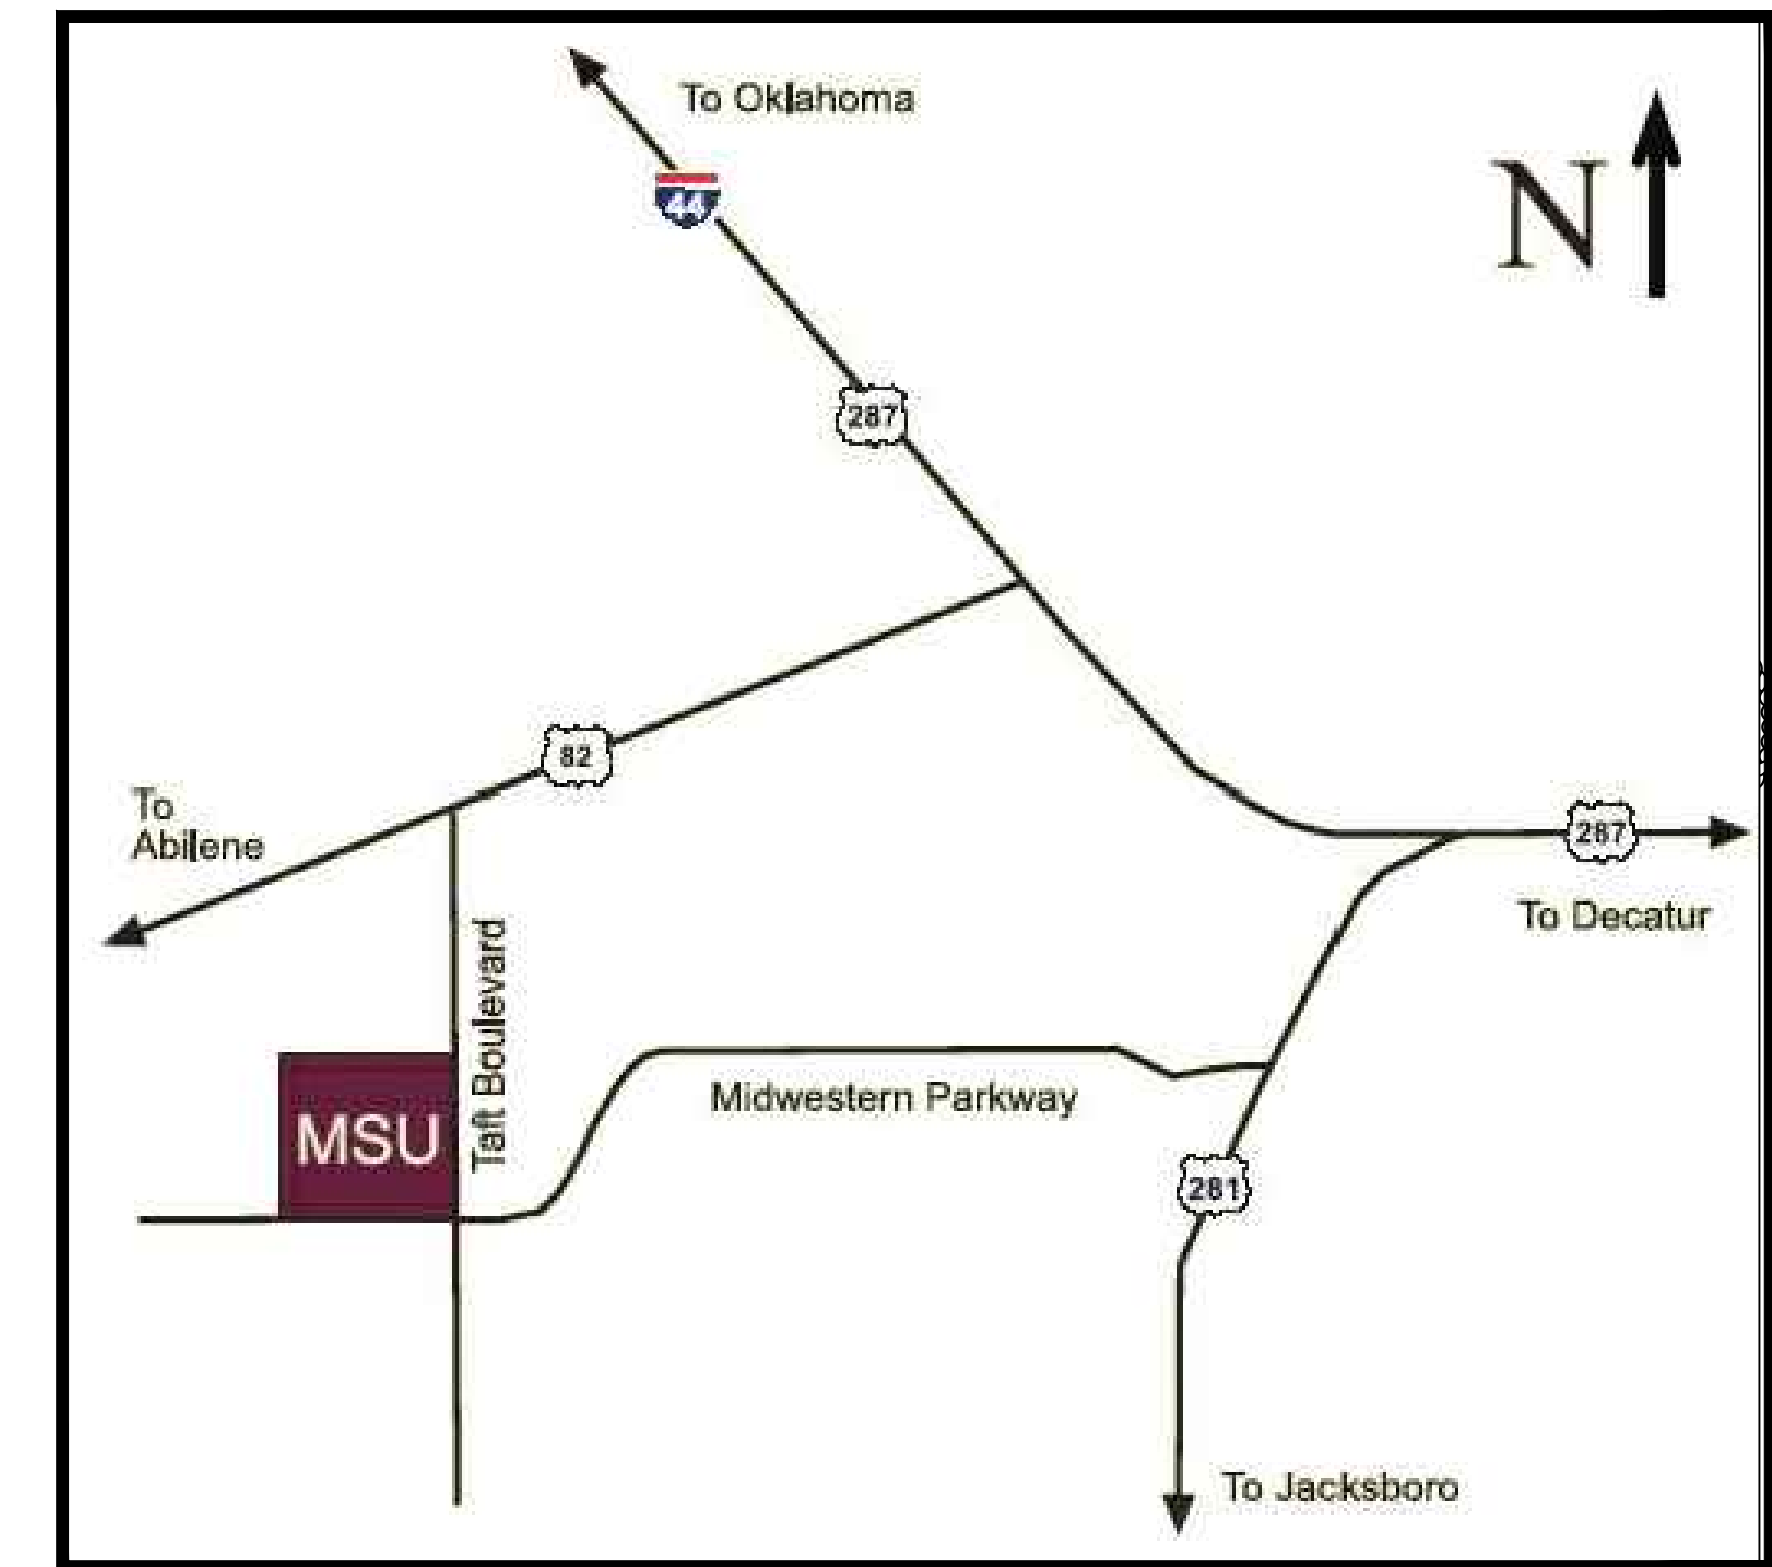 To Oklahoma
N
44
287
82
To
Abilene
287
To Decatur
Taft Boulevard
Midwestern Parkway
MSU
281
To Jacksboro